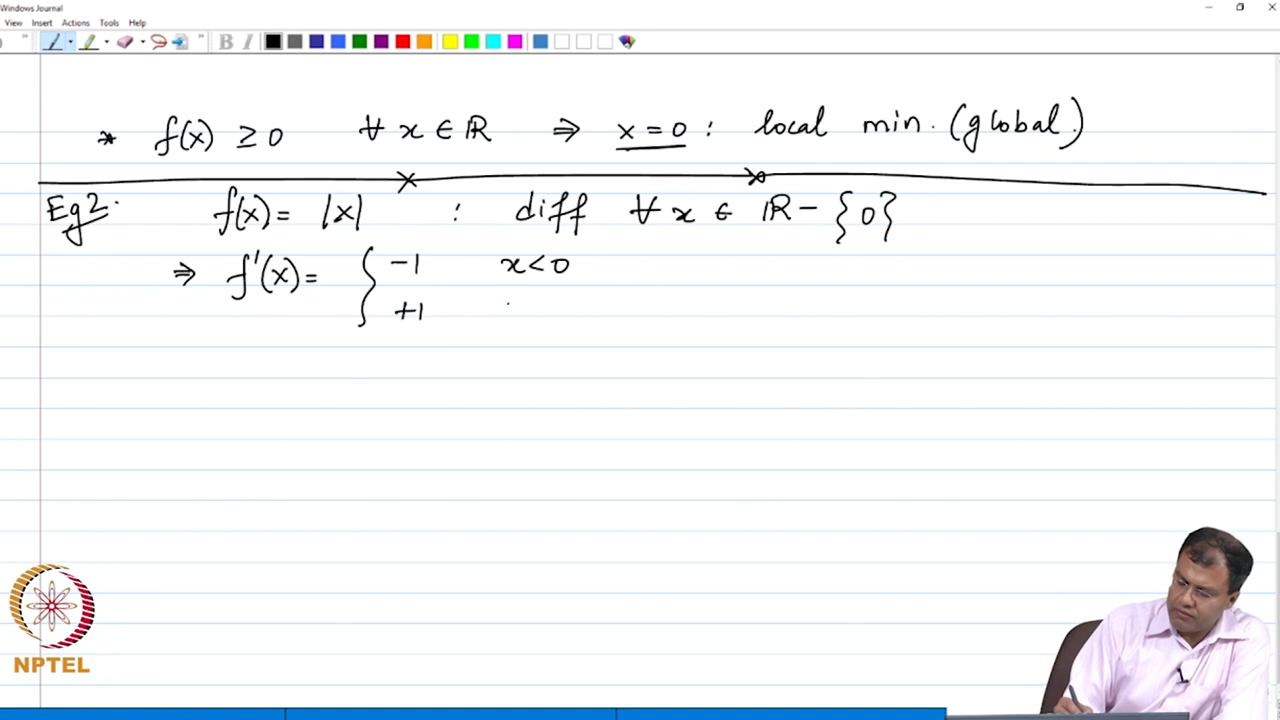 Windows Journal
View Insert Actions Tools Help
B I
* f(x) ≥ 0 ∀ x ∈ ℝ ⇒ x = 0 : local min. (global.)
Eg2. f(x) = |x| : diff ∀ x ∈ ℝ - {0}
⇒ f'(x) = { -1 x < 0
+1
NPTEL